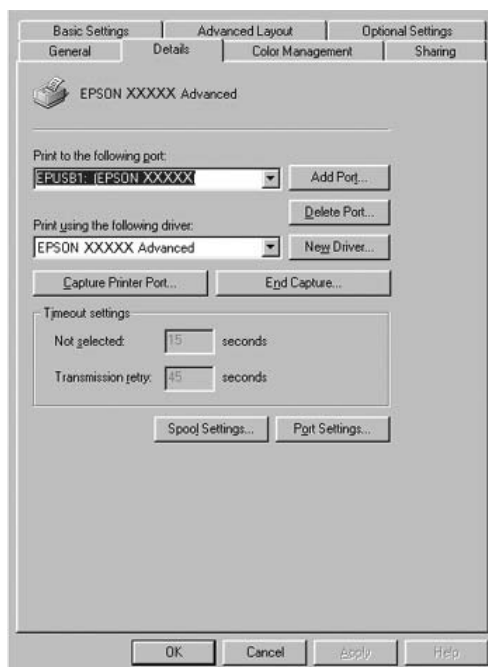 Basic Settings Advanced Layout Optional Settings
General Details Color Management Sharing
EPSON XXXXX Advanced
Print to the following port:
EPUSB1: (EPSON XXXXX Add Port...
Delete Port...
Print using the following driver:
EPSON XXXXX Advanced New Driver...
Capture Printer Port... End Capture...
Timeout settings
Not selected: 15 seconds
Transmission retry: 45 seconds
Spool Settings... Port Settings...
OK Cancel Apply Help